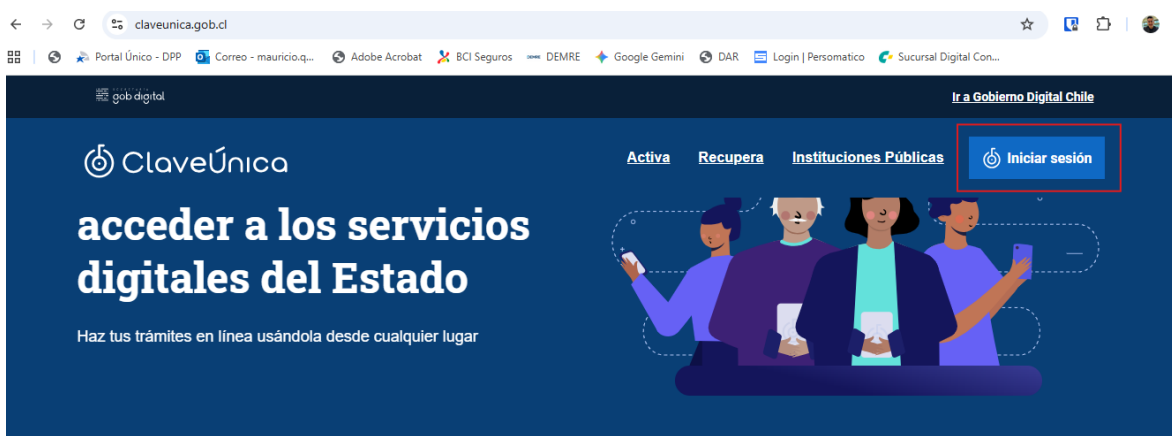 claveunica.gob.cl
Portal Único - DPP Correo - mauricio.q... Adobe Acrobat BCI Seguros DEMRE DEMRE Google Gemini DAR Login | Personatico Sucursal Digital Con...
gob digital Ir a Gobierno Digital Chile
ClaveÚnica Activa Recupera Instituciones Públicas Iniciar sesión
acceder a los servicios
digitales del Estado
Haz tus trámites en línea usándola desde cualquier lugar